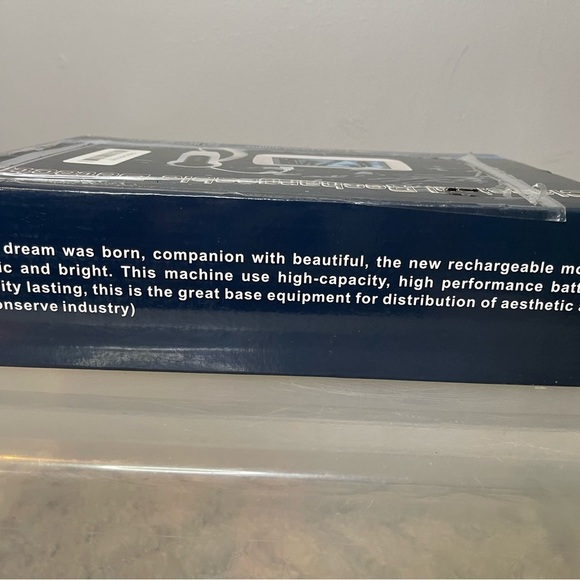 dream was born, companion with beautiful, the new rechargeable mo
ic and bright. This machine use high-capacity, high performance batt
ity lasting, this is the great base equipment for distribution of aesthetic a
onserve industry)